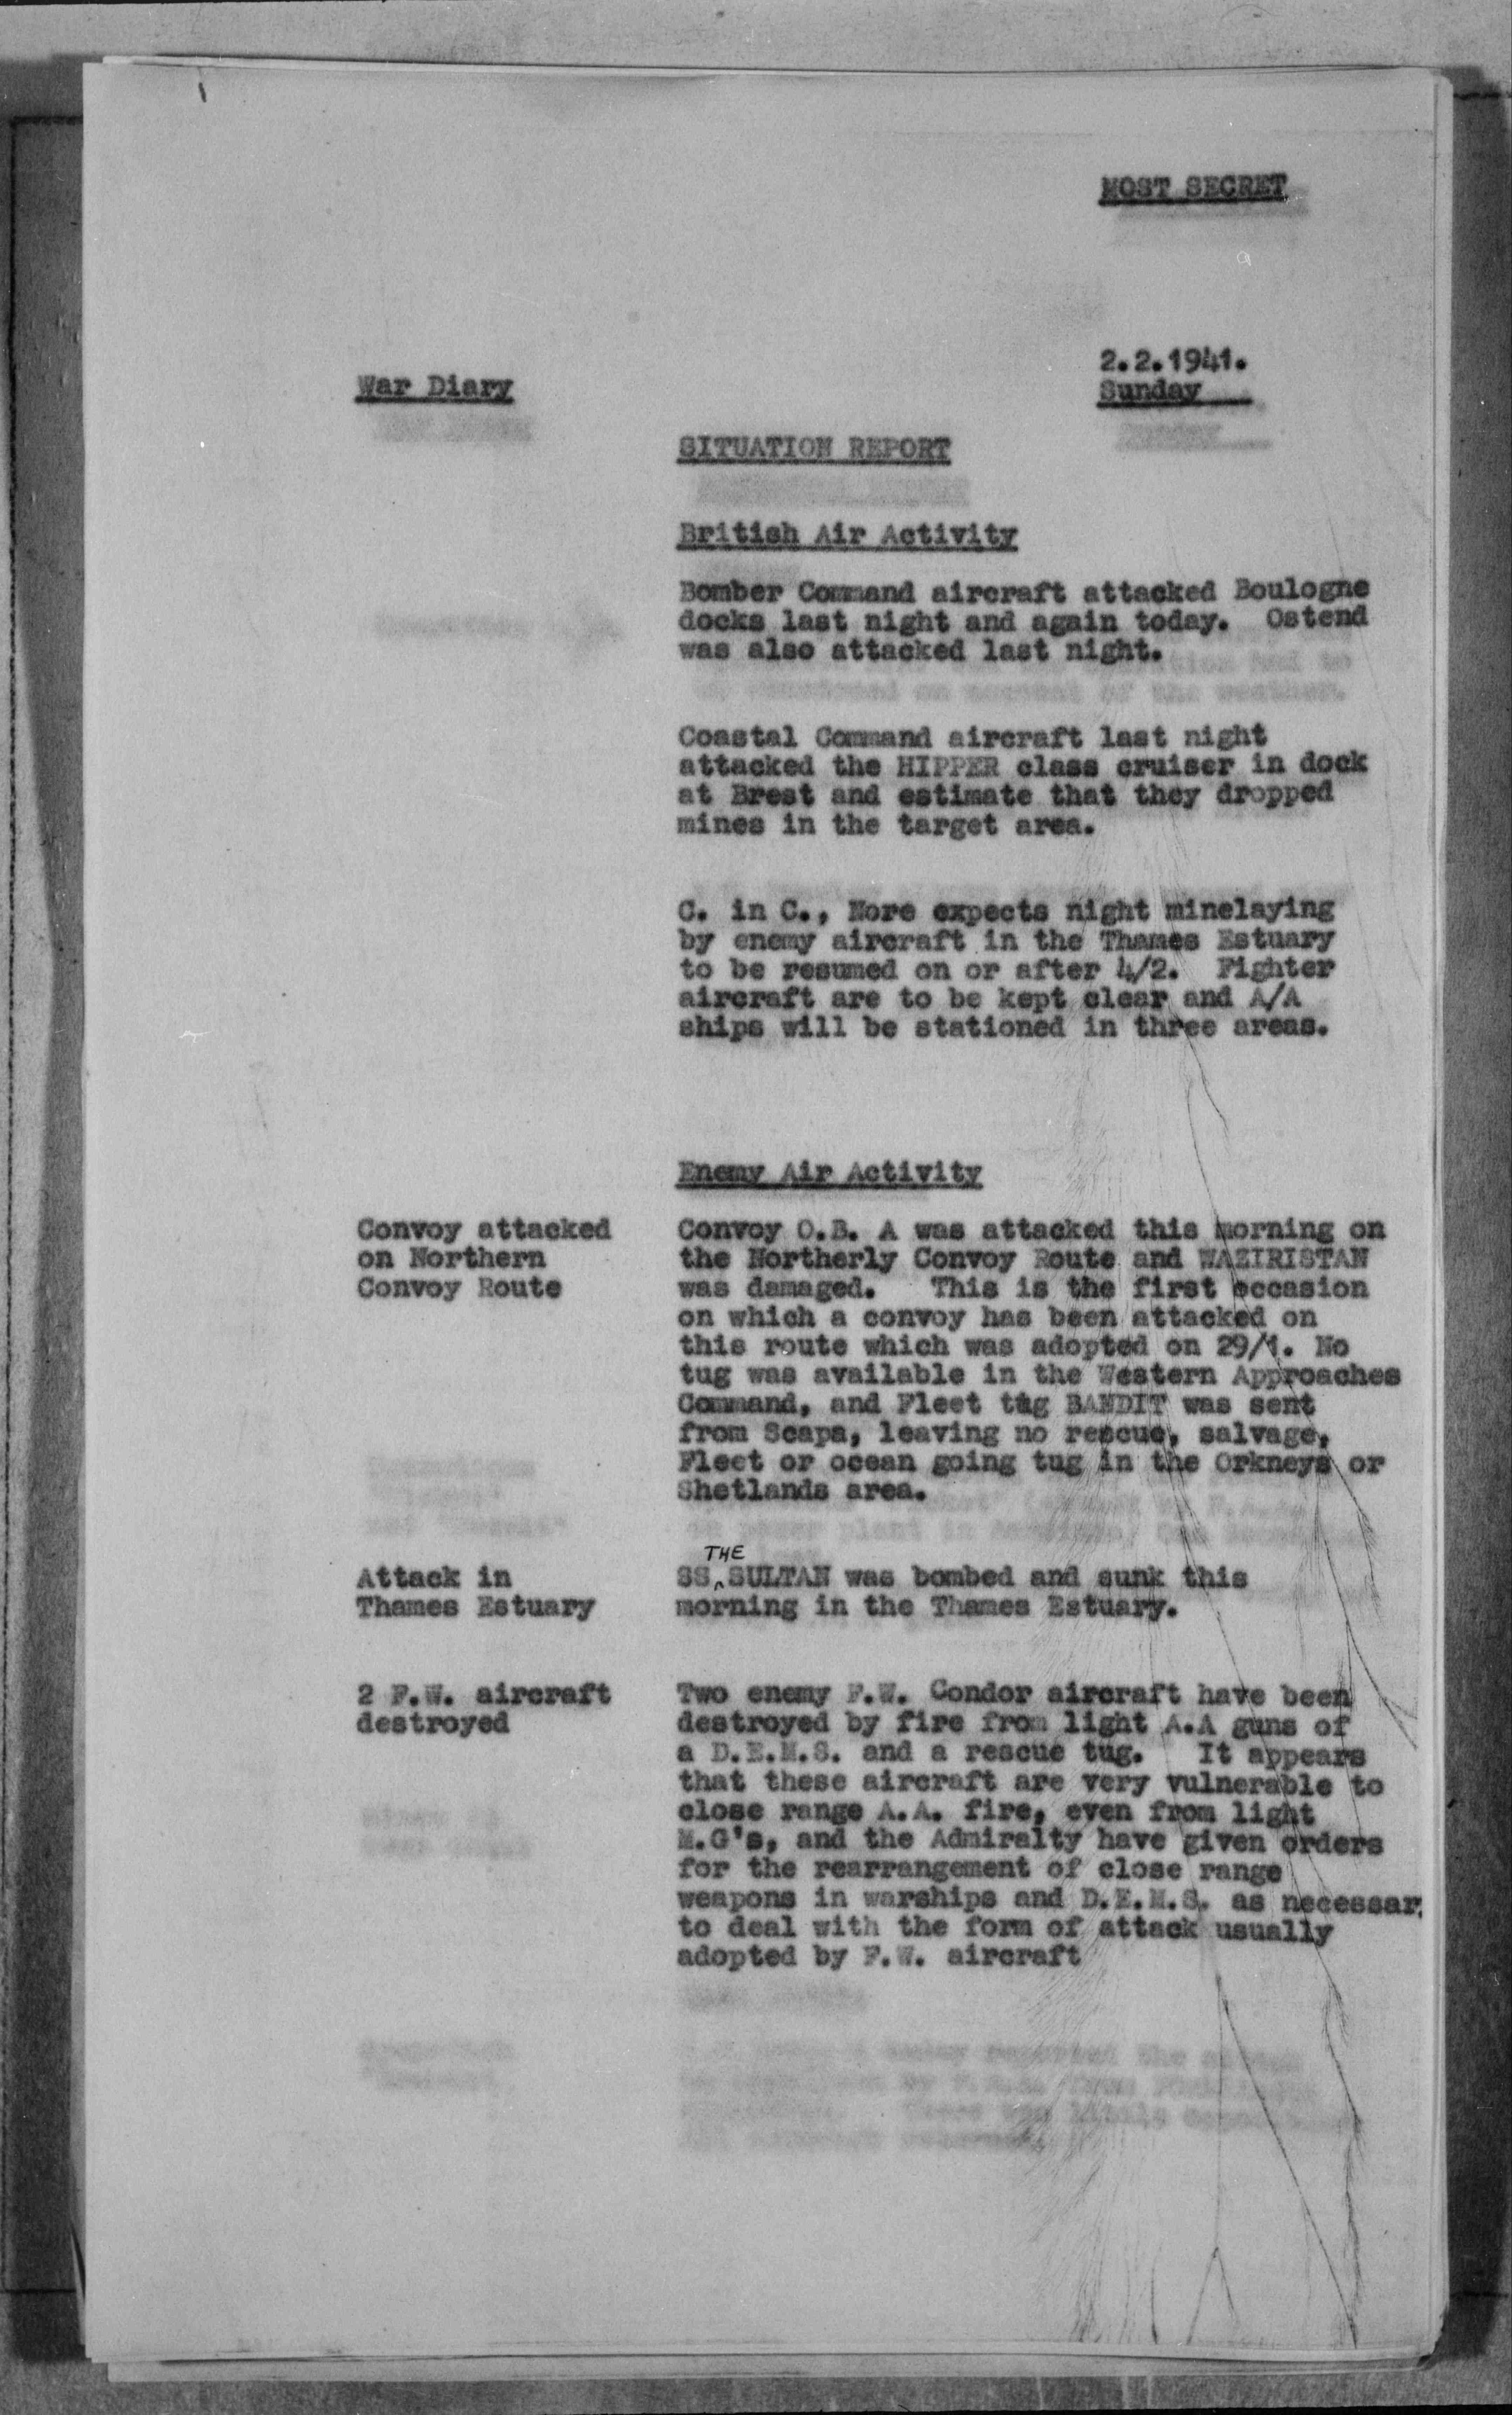 MOST SECRET
2.2.1941.
War Diary
Sunday
SITUATION REPORT
British Air Activity
Bomber Command aircraft attacked Boulogne
docks last night and again today. Ostend
was also attacked last night.
Coastal Command aircraft last night
attacked the HIPPER class cruiser in dock
at Brest and estimate that they dropped
mines in the target area.
C. in C., Nore expects night minelaying
by enemy aircraft in the Thames Estuary
to be resumed on or after 4/2. Fighter
aircraft are to be kept clear and A/A
ships will be stationed in three areas.
Enemy Air Activity
Convoy attacked
on Northern
Convoy Route
Convoy O.B. A was attacked this morning on
the Northerly Convoy Route and WAZIRISTAN
was damaged. This is the first occasion
on which a convoy has been attacked on
this route which was adopted on 29/1. No
tug was available in the Western Approaches
Command, and Fleet tug BANDIT was sent
from Scapa, leaving no rescue, salvage,
Fleet or ocean going tug in the Orkneys or
Shetlands area.
Attack in
Thames Estuary
THE
SS SULTAN was bombed and sunk this
morning in the Thames Estuary.
2 F.W. aircraft
destroyed
Two enemy F.W. Condor aircraft have been
destroyed by fire from light A.A guns of
a D.E.M.S. and a rescue tug. It appears
that these aircraft are very vulnerable to
close range A.A. fire, even from light
M.G's, and the Admiralty have given orders
for the rearrangement of close range
weapons in warships and D.E.M.S. as necessar
to deal with the form of attack usually
adopted by F.W. aircraft